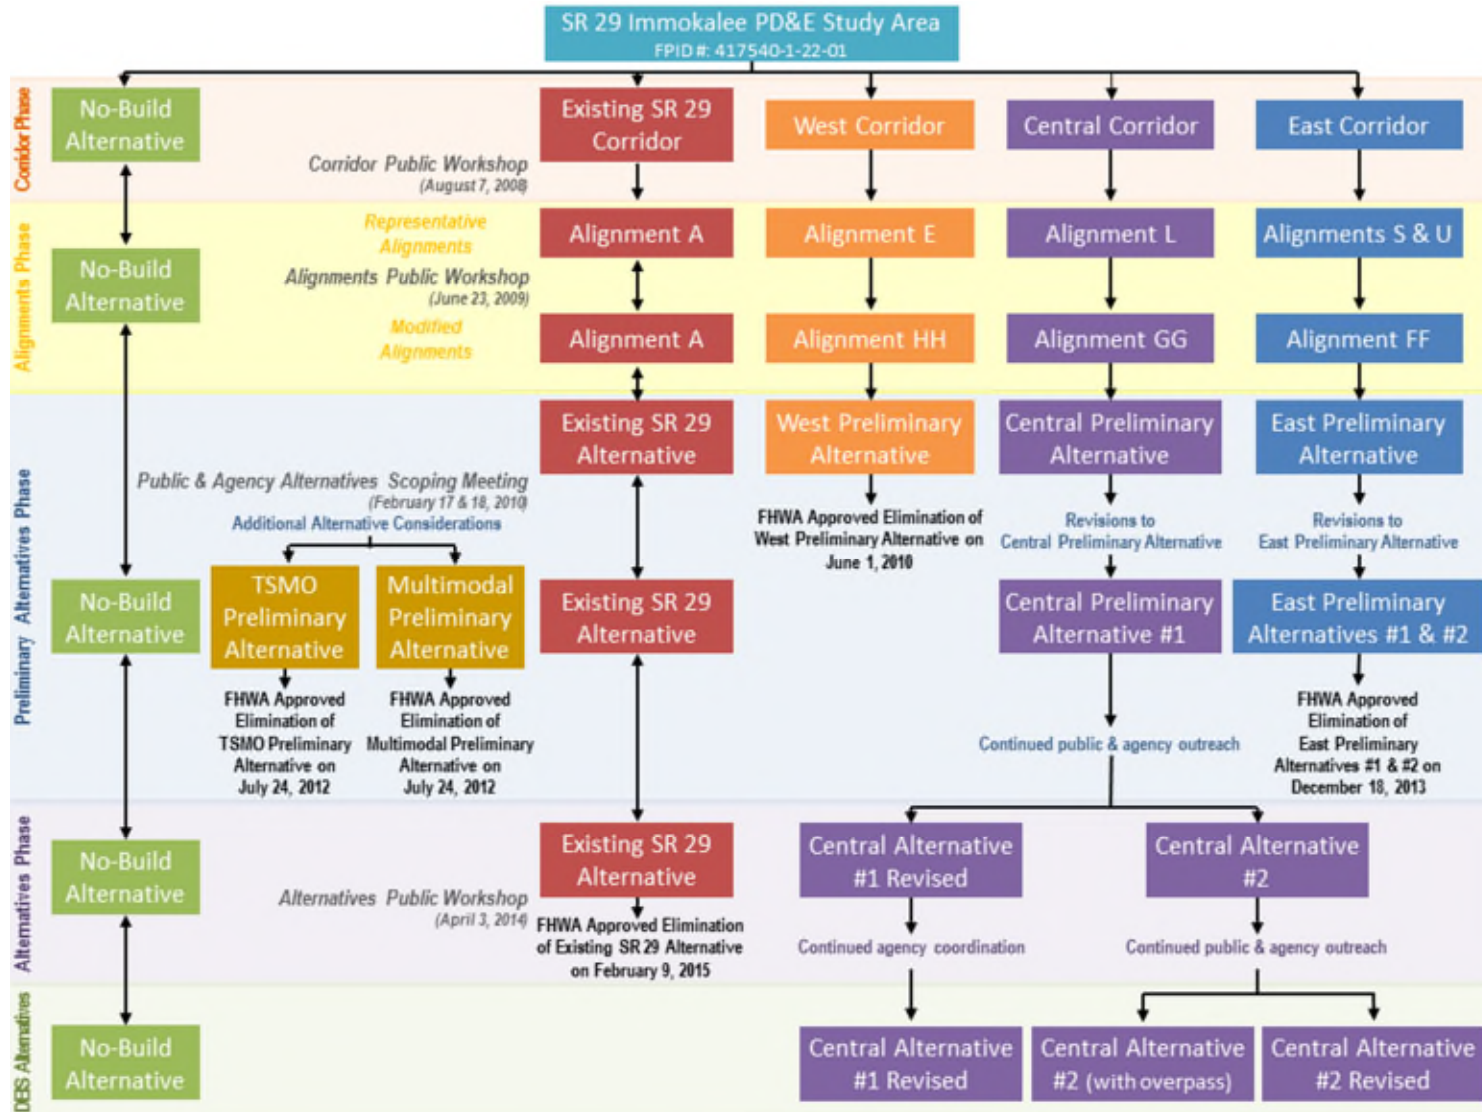 SR 29 Immokalee PD&E Study Area
FPID#: 417540-1-22-01
Corridor Phase
No-Build
Alternative
Existing SR 29
Corridor
West Corridor
Central Corridor
East Corridor
Corridor Public Workshop
(August 7, 2008)
Alignments Phase
No-Build
Alternative
Representative
Alignments
Alignment A
Alignment E
Alignment L
Alignments S & U
Alignments Public Workshop
(June 23, 2009)
Modified
Alignments
Alignment A
Alignment HH
Alignment GG
Alignment FF
Preliminary Alternatives Phase
Existing SR 29
Alternative
West Preliminary
Alternative
Central Preliminary
Alternative
East Preliminary
Alternative
Public & Agency Alternatives Scoping Meeting
(February 17 & 18, 2010)
Additional Alternative Considerations
FHWA Approved Elimination of
West Preliminary Alternative on
June 1, 2010
Revisions to
Central Preliminary Alternative
Revisions to
East Preliminary Alternative
No-Build
Alternative
TSMO
Preliminary
Alternative
Multimodal
Preliminary
Alternative
Existing SR 29
Alternative
Central Preliminary
Alternative #1
East Preliminary
Alternatives #1 & #2
FHWA Approved
Elimination of
TSMO Preliminary
Alternative on
July 24, 2012
FHWA Approved
Elimination of
Multimodal Preliminary
Alternative on
July 24, 2012
Continued public & agency outreach
FHWA Approved
Elimination of
East Preliminary
Alternatives #1 & #2 on
December 18, 2013
Alternatives Phase
No-Build
Alternative
Existing SR 29
Alternative
Central Alternative
#1 Revised
Central Alternative
#2
Alternatives Public Workshop
(April 3, 2014)
FHWA Approved Elimination
of Existing SR 29 Alternative
on February 9, 2015
Continued agency coordination
Continued public & agency outreach
DEIS Alternatives
No-Build
Alternative
Central Alternative
#1 Revised
Central Alternative
#2 (with overpass)
Central Alternative
#2 Revised